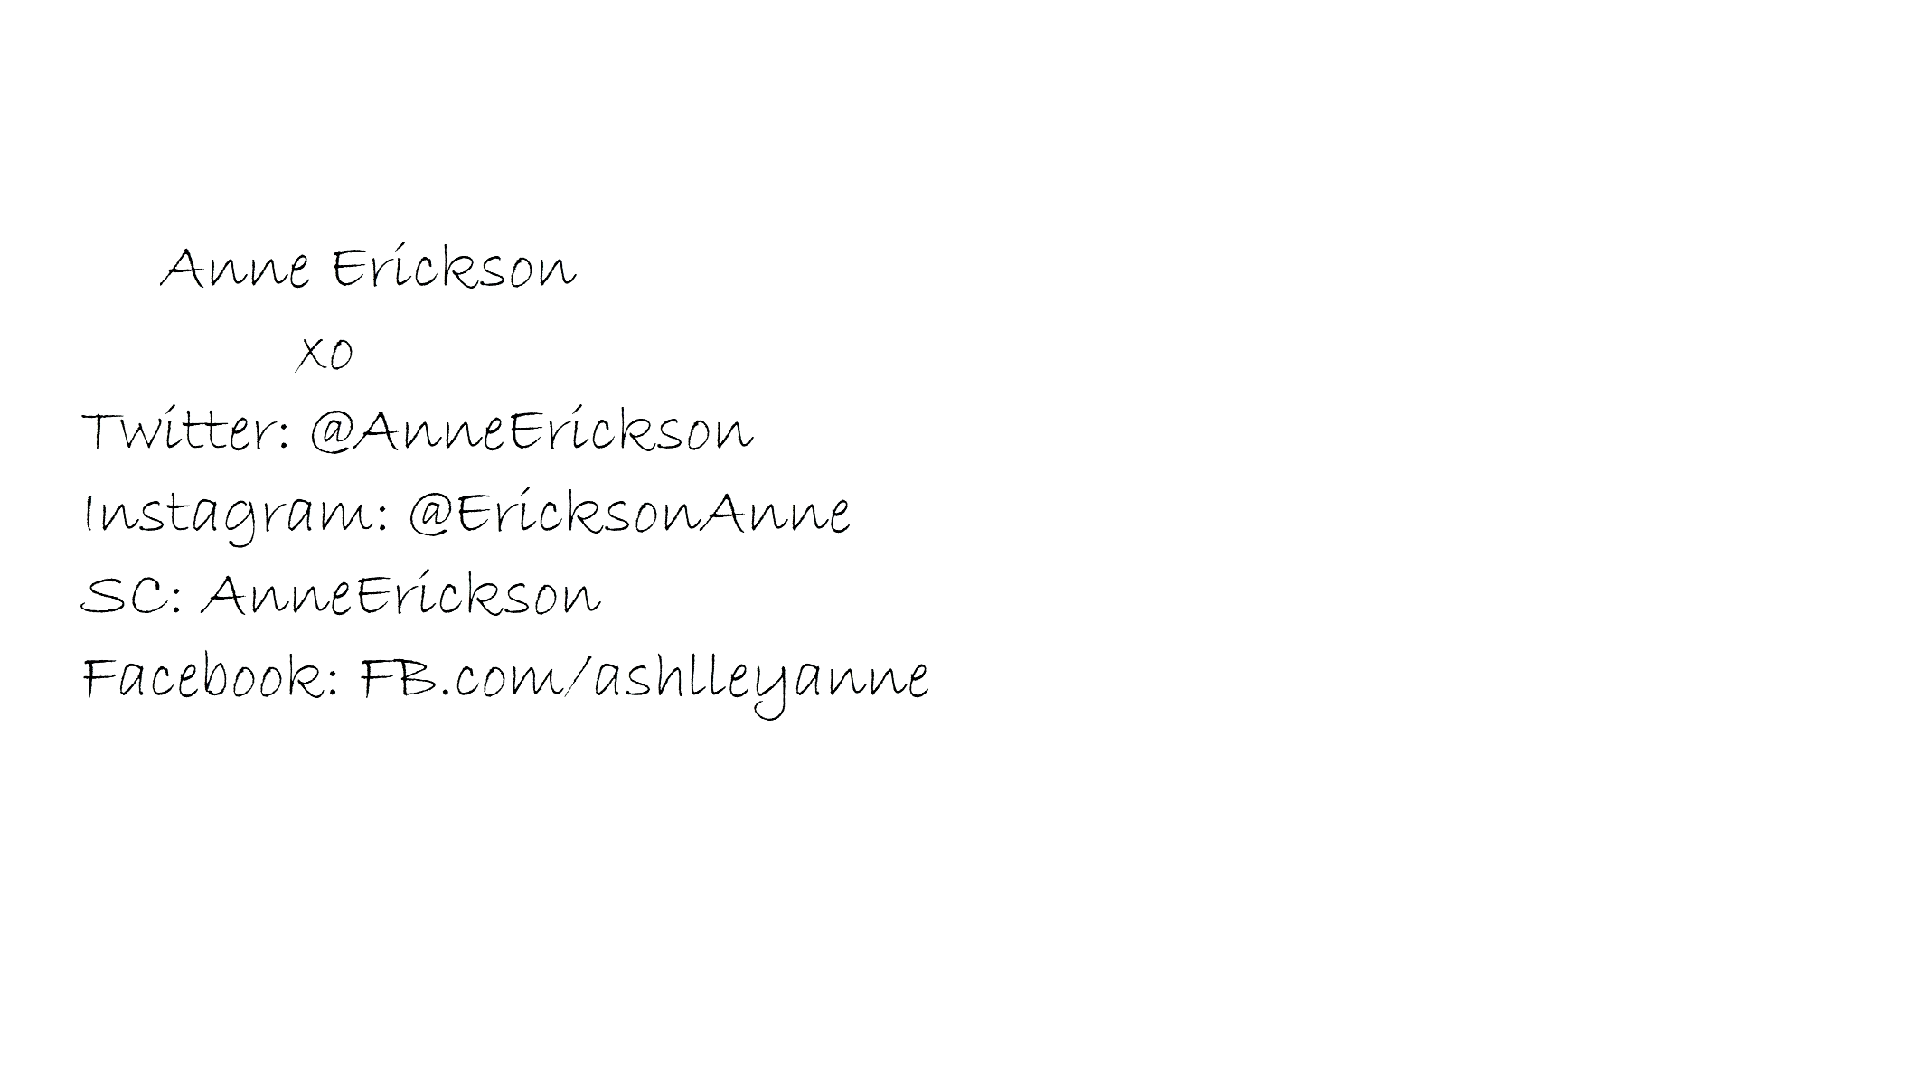 Anne Erickson
xo
Twitter: @AnneErickson
Instagram: @EricksonAnne
SC: AnneErickson
Facebook: FB.com/ashlleyanne